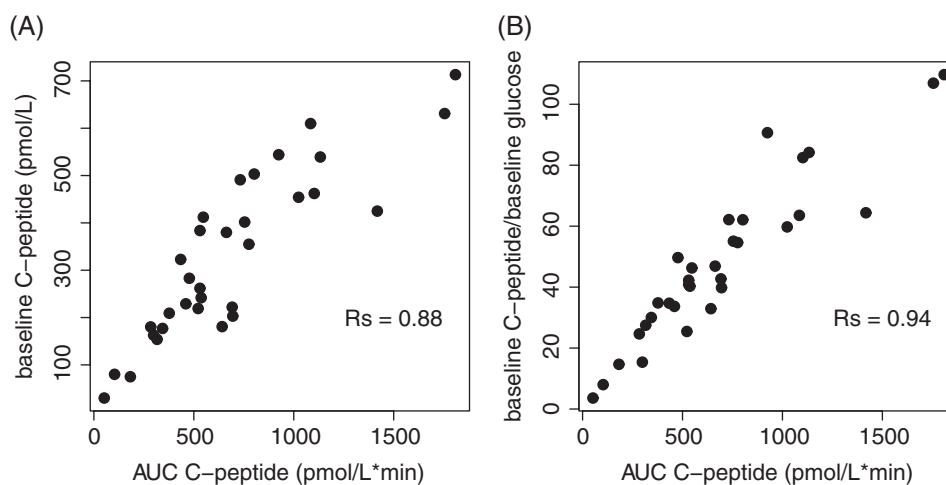 (A)
baseline C−peptide (pmol/L)
700
500
300
100
Rs = 0.88
0 500 1000 1500
AUC C−peptide (pmol/L*min)
(B)
baseline C−peptide/baseline glucose
100
80
60
40
20
0
Rs = 0.94
0 500 1000 1500
AUC C−peptide (pmol/L*min)